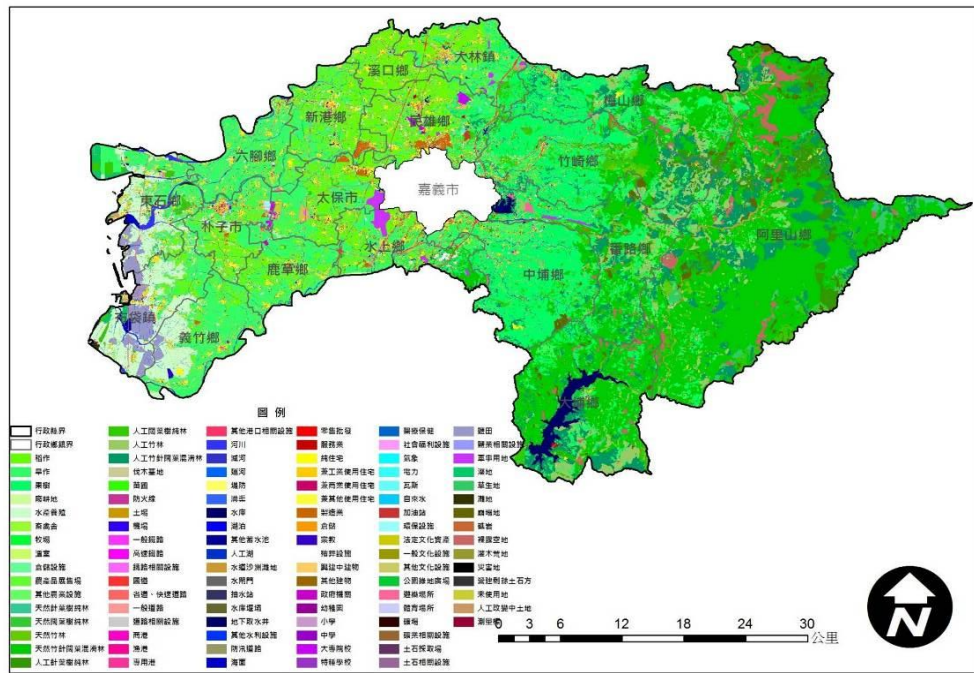 大林鎮
溪口鄉
梅山鄉
新港鄉
民雄鄉
竹崎鄉
六腳鄉
嘉義市
太保市
東石鄉
朴子市
阿里山鄉
番路鄉
水上鄉
鹿草鄉
中埔鄉
布袋鎮
義竹鄉
大埔鄉
圖 例
行政縣界
行政鄉鎮界
稻作
旱作
果樹
廢耕地
水產養殖
畜禽舍
牧場
溫室
倉儲設施
農產品展售場
其他農業設施
天然針葉樹純林
天然闊葉樹純林
天然竹林
天然竹針闊葉混淆林
人工針葉樹純林
人工闊葉樹純林
人工竹林
人工竹針闊葉混淆林
伐木基地
苗圃
防火線
土場
機場
一般鐵路
高速鐵路
鐵路相關設施
國道
省道、快速道路
一般道路
道路相關設施
商港
漁港
專用港
其他港口相關設施
河川
減河
運河
堤防
溝渠
水庫
湖泊
其他蓄水池
人工湖
水道沙洲灘地
水閘門
抽水站
水庫堰壩
地下取水井
其他水利設施
防汛道路
海面
零售批發
服務業
純住宅
兼工業使用住宅
兼商業使用住宅
兼其他使用住宅
製造業
倉儲
宗教
殯葬設施
興建中建物
其他建物
政府機關
幼稚園
小學
中學
大專院校
特種學校
醫療保健
社會福利設施
氣象
電力
瓦斯
自來水
加油站
環保設施
法定文化資產
一般文化設施
其他文化設施
公園綠地廣場
遊樂場所
體育場所
礦場
礦業相關設施
土石採取場
土石相關設施
鹽田
鹽業相關設施
軍事用地
濕地
草生地
灘地
崩塌地
礁岩
裸露空地
灌木荒地
災害地
營建剩餘土石方
未使用地
人工改變中土地
測量標
N
0 5 10 15 20 30
公里